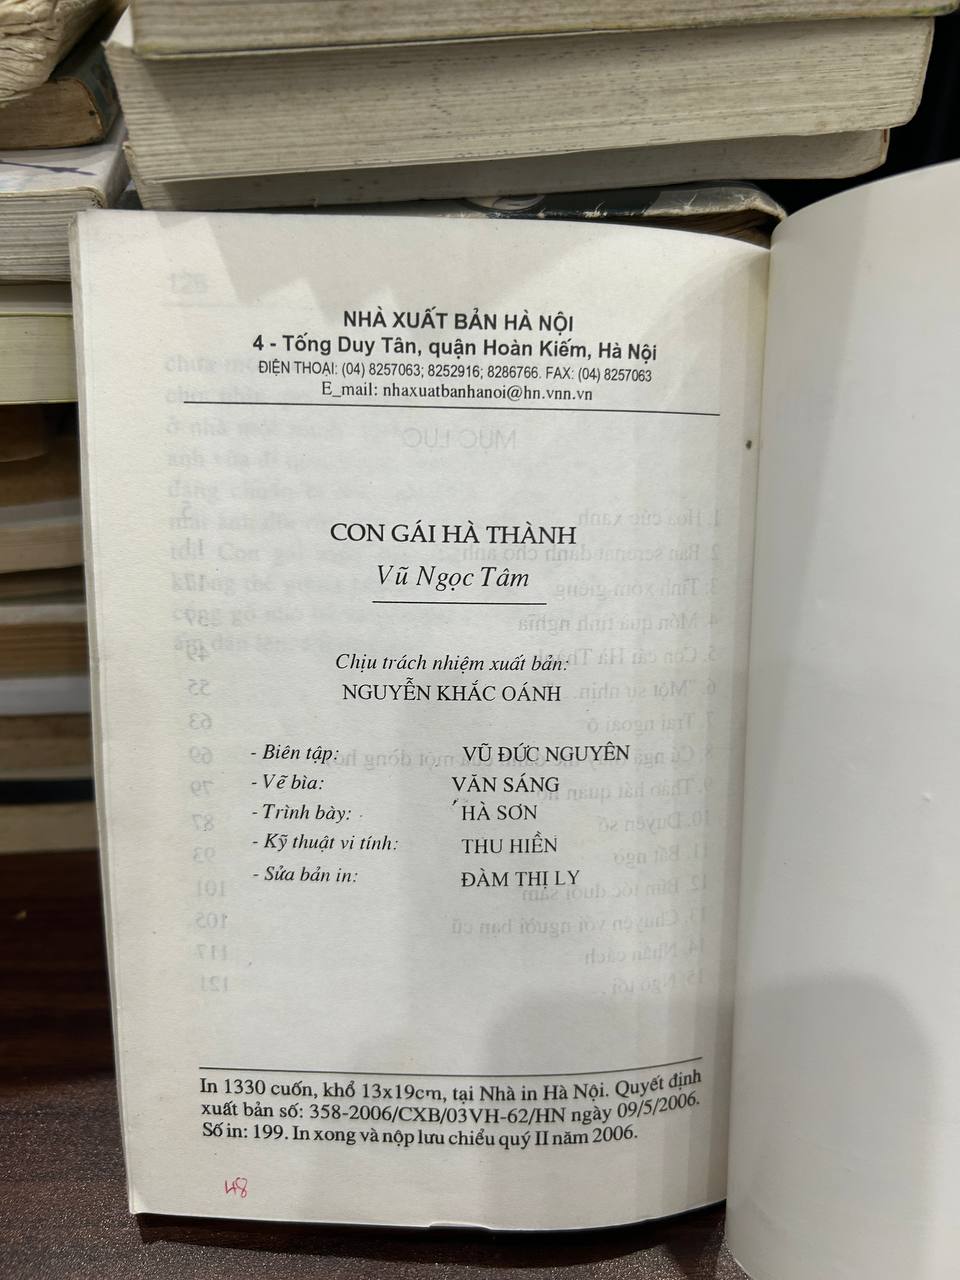 NHÀ XUẤT BẢN HÀ NỘI
4 - Tống Duy Tân, quận Hoàn Kiếm, Hà Nội
ĐIỆN THOẠI: (04) 8257063; 8252916; 8286766. FAX: (04) 8257063
E_mail: nhaxuatbanhanoi@hn.vnn.vn
CON GÁI HÀ THÀNH
Vũ Ngọc Tâm
Chịu trách nhiệm xuất bản:
NGUYỄN KHẮC OÁNH
- Biên tập: VŨ ĐỨC NGUYÊN
- Vẽ bìa: VĂN SÁNG
- Trình bày: HÀ SƠN
- Kỹ thuật vi tính: THU HIỀN
- Sửa bản in: ĐÀM THỊ LY
In 1330 cuốn, khổ 13x19cm, tại Nhà in Hà Nội. Quyết định
xuất bản số: 358-2006/CXB/03VH-62/HN ngày 09/5/2006.
Số in: 199. In xong và nộp lưu chiểu quý II năm 2006.
48